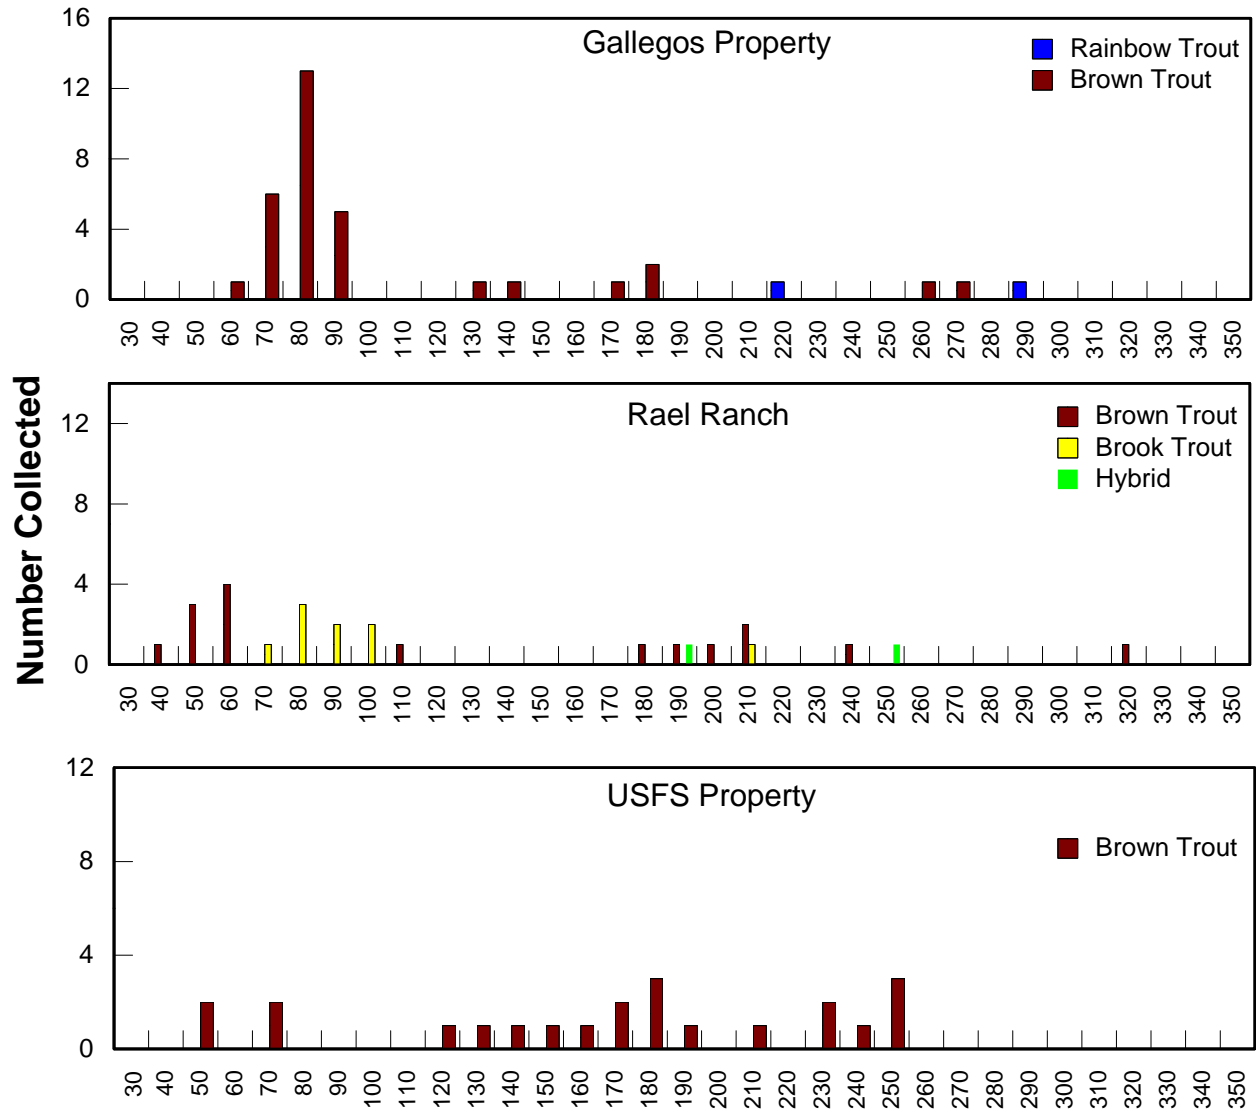 Number Collected
Gallegos Property
Rainbow Trout
Brown Trout
16
12
8
4
0
30 40 50 60 70 80 90 100 110 120 130 140 150 160 170 180 190 200 210 220 230 240 250 260 270 280 290 300 310 320 330 340 350
Rael Ranch
Brown Trout
Brook Trout
Hybrid
12
8
4
0
30 40 50 60 70 80 90 100 110 120 130 140 150 160 170 180 190 200 210 220 230 240 250 260 270 280 290 300 310 320 330 340 350
USFS Property
Brown Trout
12
8
4
0
30 40 50 60 70 80 90 100 110 120 130 140 150 160 170 180 190 200 210 220 230 240 250 260 270 280 290 300 310 320 330 340 350